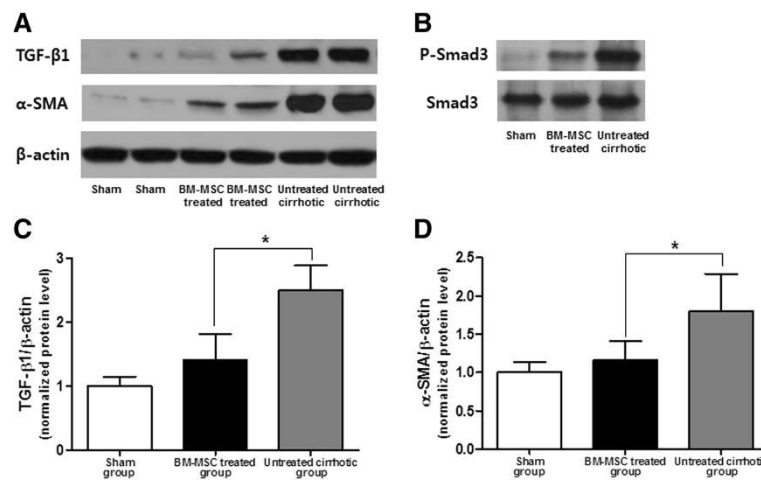 A
TGF-β1
α-SMA
β-actin
Sham Sham BM-MSC BM-MSC Untreated Untreated
treated treated cirrhotic cirrhotic
B
P-Smad3
Smad3
Sham BM-MSC Untreated
treated cirrhotic
C
TGF-β1/β-actin
(normalized protein level)
3
2
1
0
*
Sham BM-MSC treated Untreated cirrhotic
group group group
D
α-SMA/β-actin
(normalized protein level)
2.5
2.0
1.5
1.0
0.5
0.0
*
Sham BM-MSC treated Untreated cirrhotic
group group group